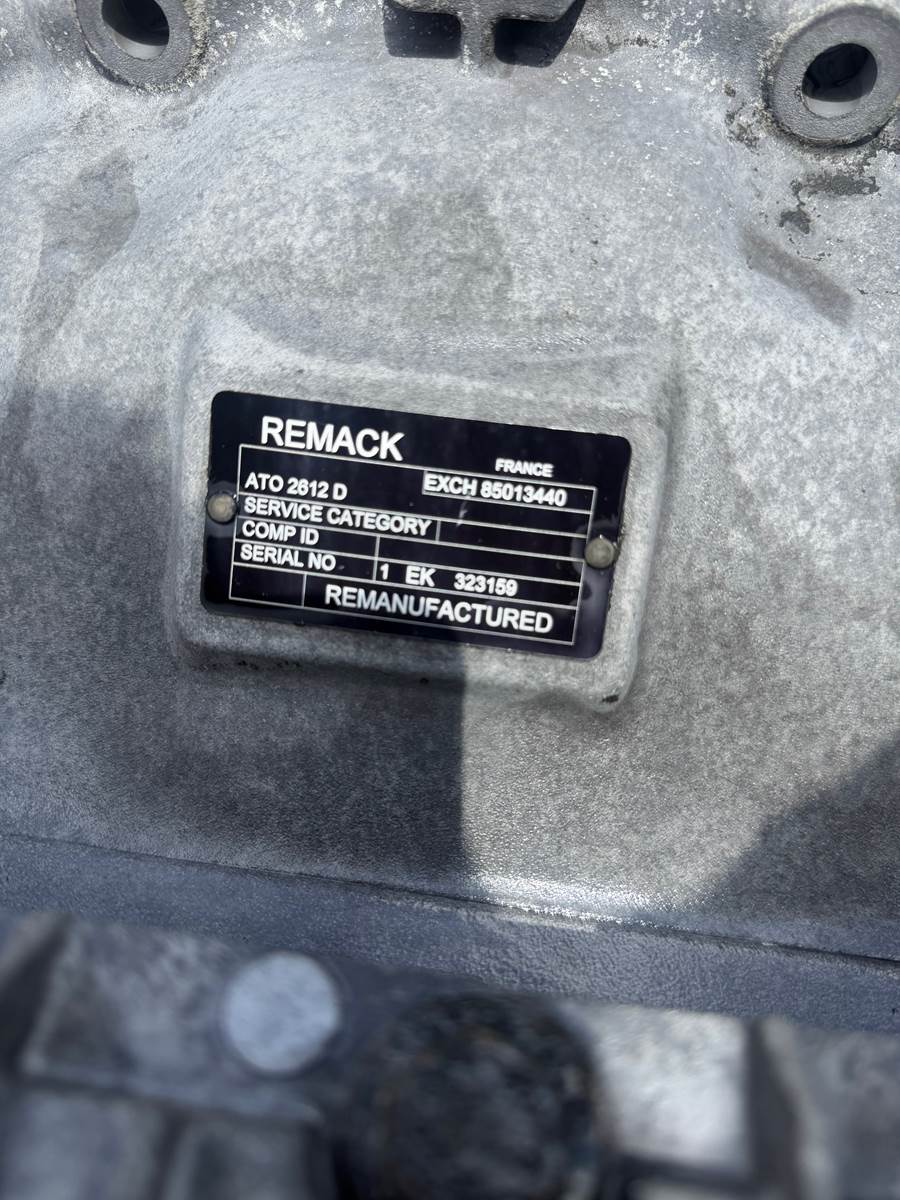 REMACK
FRANCE
ATO 2612 D EXCH 85013440
SERVICE CATEGORY
COMP ID
SERIAL NO 1 EK 323159
REMANUFACTURED